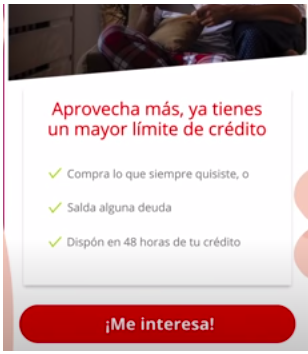 Aprovecha más, ya tienes
un mayor límite de crédito
Compra lo que siempre quisiste, o
Salda alguna deuda
Dispón en 48 horas de tu crédito
¡Me interesa!